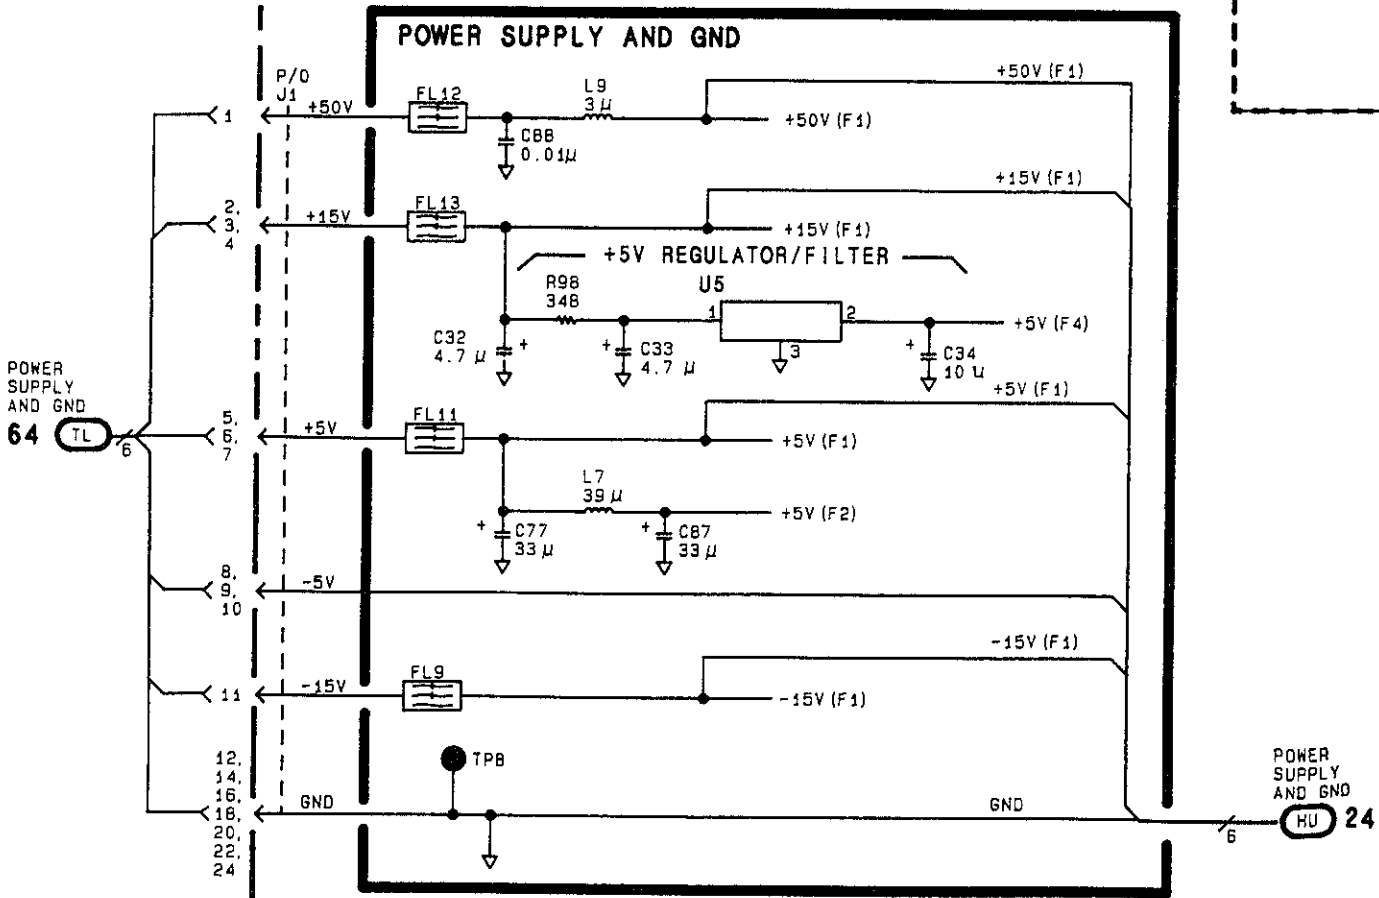 POWER SUPPLY AND GND
P/O
J1
1
+50V
FL12
L9
3μ
+50V(F1)
+50V(F1)
C88
0.01μ
2,
3,
4
+15V
FL13
+15V(F1)
+15V(F1)
+5V REGULATOR/FILTER
U5
R98
348
1
2
3
+5V(F4)
C32
4.7 μ
+
+
C33
4.7 μ
+
C34
10 μ
POWER
SUPPLY
AND GND
64
TL
6
5,
6,
7
+5V
FL11
+5V(F1)
+5V(F1)
L7
39 μ
+5V(F2)
+
C77
33 μ
+
C87
33 μ
8,
9,
10
-5V
11
-15V
FL9
-15V(F1)
-15V(F1)
TP8
12,
14,
16,
18,
20,
22,
24
GND
GND
POWER
SUPPLY
AND GND
6
HU
24